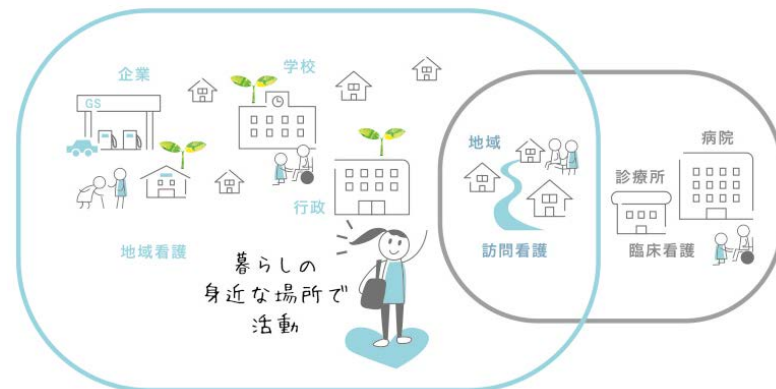 企業
学校
GS
行政
地域看護
暮らしの
身近な場所で
活動
地域
訪問看護
病院
診療所
臨床看護